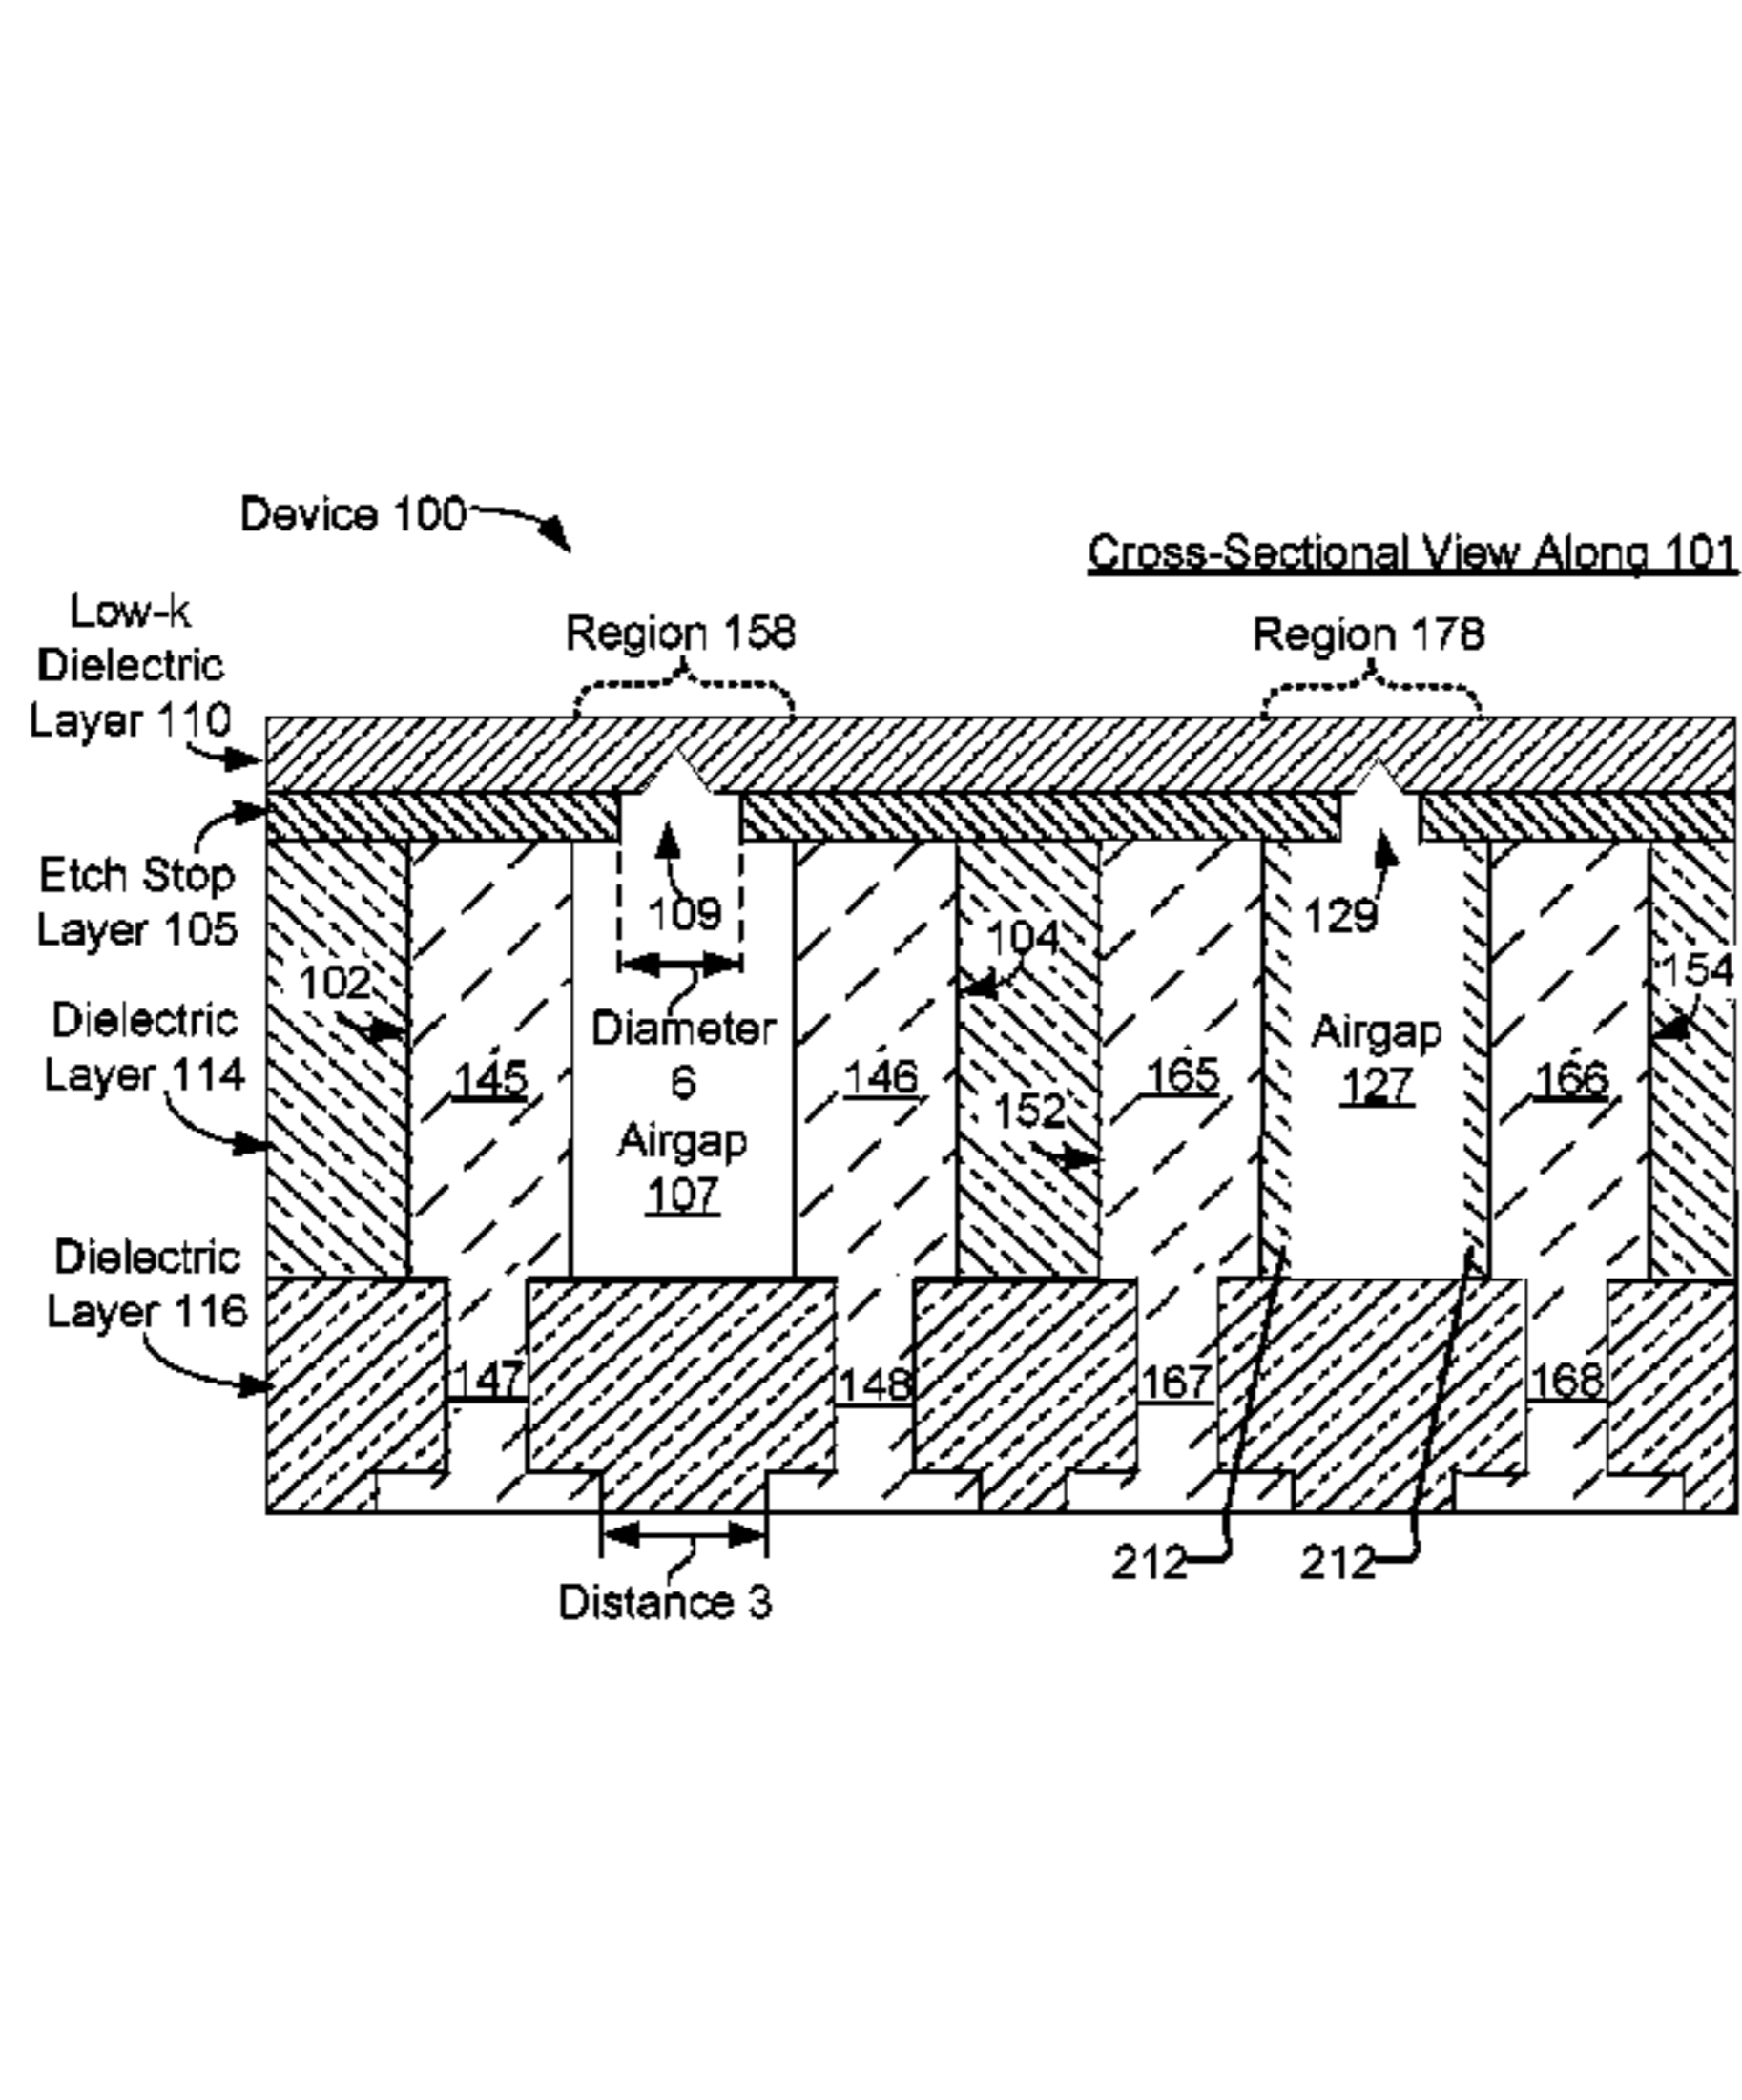 Device 100
Cross-Sectional View Along 101
Low-k
Dielectric
Layer 110
Region 158
Region 178
Etch Stop
Layer 105
109
129
102
104
154
Dielectric
Layer 114
Diameter
6
Airgap
107
145
146
152
165
Airgap
127
166
Dielectric
Layer 116
147
148
167
168
212
212
Distance 3